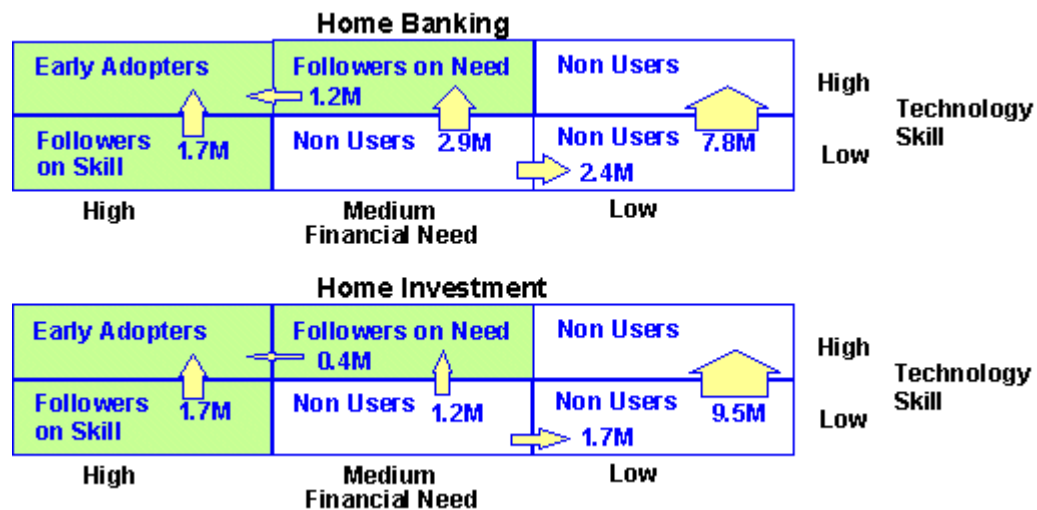 Home Banking
Early Adopters
Followers on Need
Non Users
High
1.2M
Technology
Skill
Followers
on Skill
1.7M
Non Users
2.9M
Non Users
7.8M
Low
2.4M
High
Medium
Low
Financial Need
Home Investment
Early Adopters
Followers on Need
Non Users
High
0.4M
Technology
Skill
Followers
on Skill
1.7M
Non Users
1.2M
Non Users
9.5M
Low
1.7M
High
Medium
Low
Financial Need